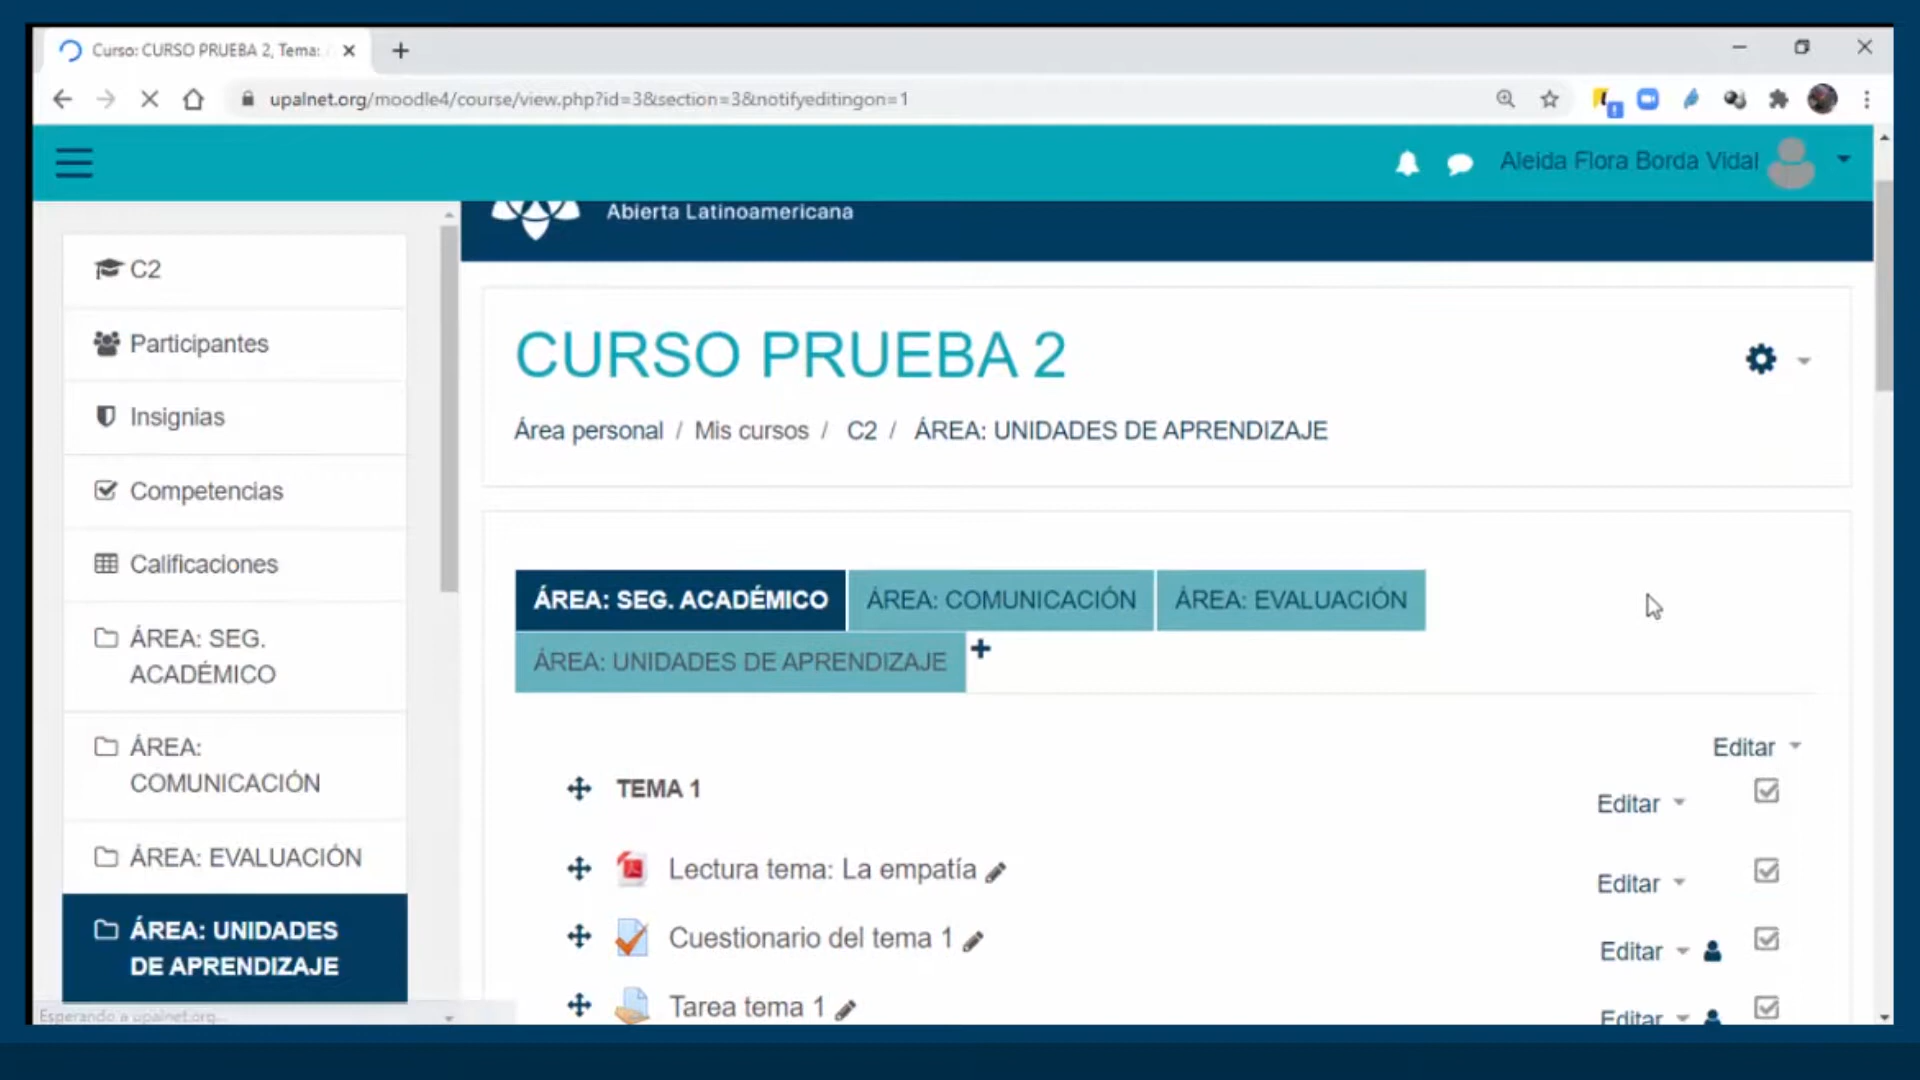 Curso: CURSO PRUEBA 2, Tema:
upalnet.org/moodle4/course/view.php?id=3&section=3&notifyeditingon=1
Aleida Flora Borda Vidal
Abierta Latinoamericana
C2
Participantes
Insignias
Competencias
Calificaciones
ÁREA: SEG.
ACADÉMICO
ÁREA:
COMUNICACIÓN
ÁREA: EVALUACIÓN
ÁREA: UNIDADES
DE APRENDIZAJE
Esperando a upalnet.org...
CURSO PRUEBA 2
Área personal / Mis cursos / C2 / ÁREA: UNIDADES DE APRENDIZAJE
ÁREA: SEG. ACADÉMICO ÁREA: COMUNICACIÓN ÁREA: EVALUACIÓN
ÁREA: UNIDADES DE APRENDIZAJE
Editar
TEMA 1 Editar
Lectura tema: La empatía Editar
Cuestionario del tema 1 Editar
Tarea tema 1 Editar